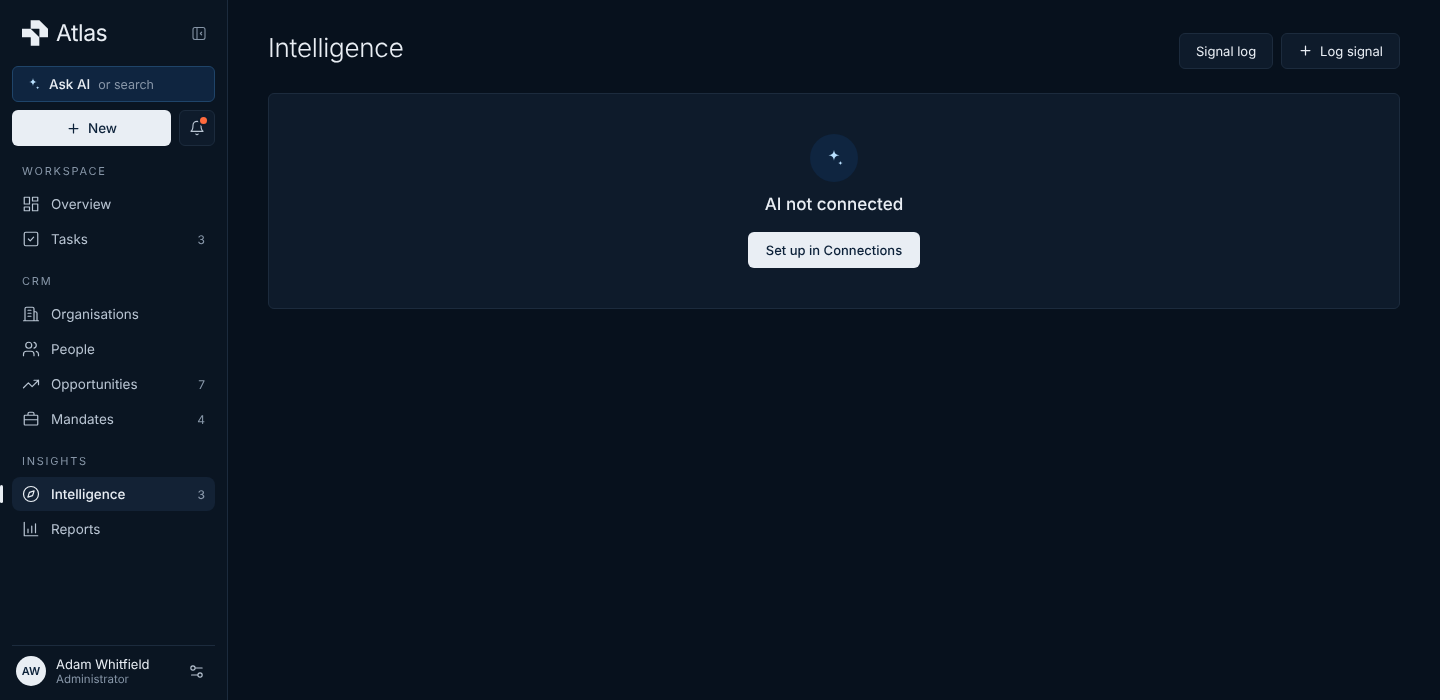 Atlas
Ask AI or search
New
WORKSPACE
Overview
Tasks 3
CRM
Organisations
People
Opportunities 7
Mandates 4
INSIGHTS
Intelligence 3
Reports
AW Adam Whitfield
Administrator
Intelligence
Signal log
Log signal
AI not connected
Set up in Connections